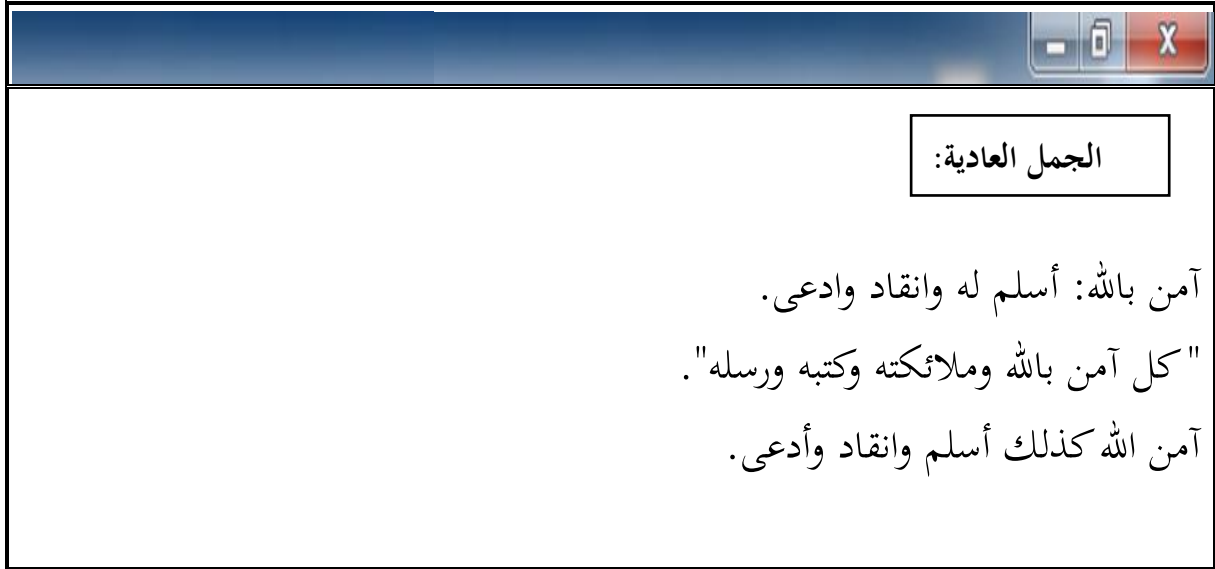 الجمل العادية:
آمن بالله: أسلم له وانقاد وادعى.
"كل آمن بالله وملائكته وكتبه ورسله".
آمن الله كذلك أسلم وانقاد وأدعى.